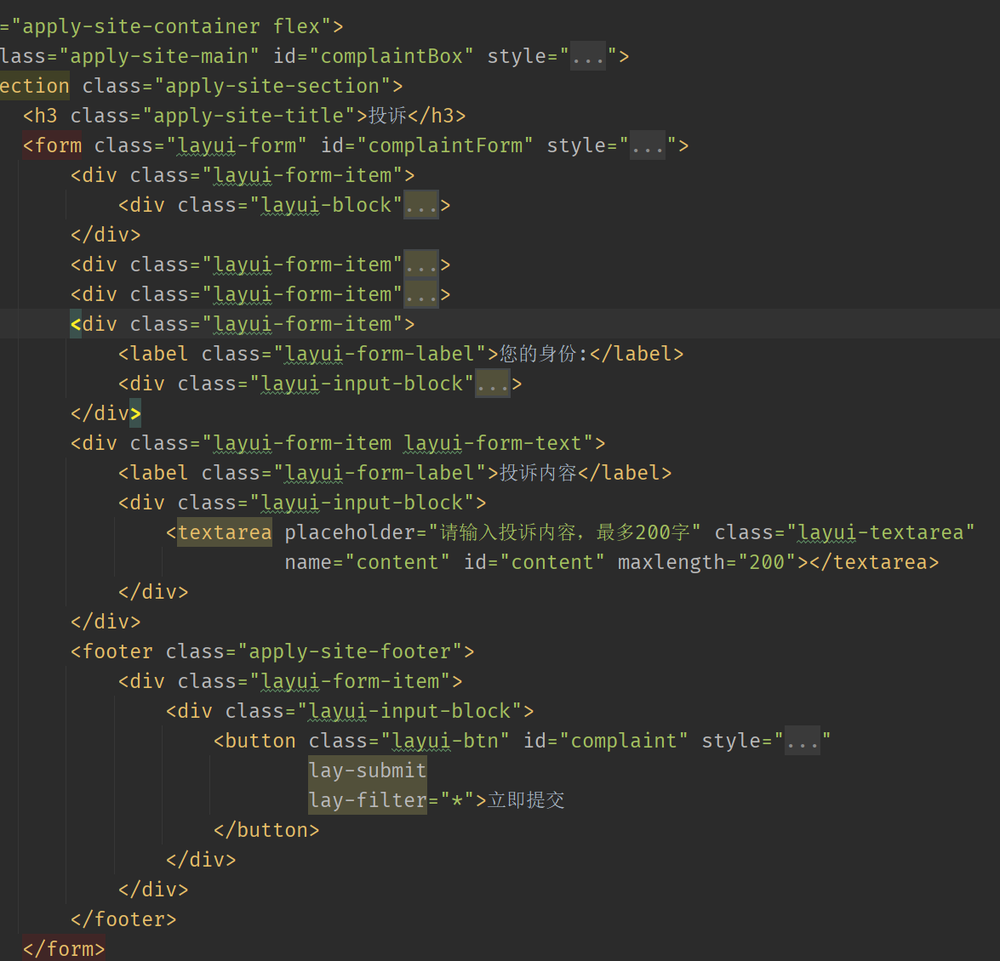 ="apply-site-container flex">
lass="apply-site-main" id="complaintBox" style="...">
ection class="apply-site-section">
<h3 class="apply-site-title">投诉</h3>
<form class="layui-form" id="complaintForm" style="...">
<div class="layui-form-item">
<div class="layui-block"...>
</div>
<div class="layui-form-item"...>
<div class="layui-form-item"...>
<div class="layui-form-item">
<label class="layui-form-label">您的身份:</label>
<div class="layui-input-block"...>
</div>
<div class="layui-form-item layui-form-text">
<label class="layui-form-label">投诉内容</label>
<div class="layui-input-block">
<textarea placeholder="请输入投诉内容，最多200字" class="layui-textarea"
name="content" id="content" maxlength="200"></textarea>
</div>
</div>
<footer class="apply-site-footer">
<div class="layui-form-item">
<div class="layui-input-block">
<button class="layui-btn" id="complaint" style="..."
lay-submit
lay-filter="*">立即提交
</button>
</div>
</div>
</footer>
</form>